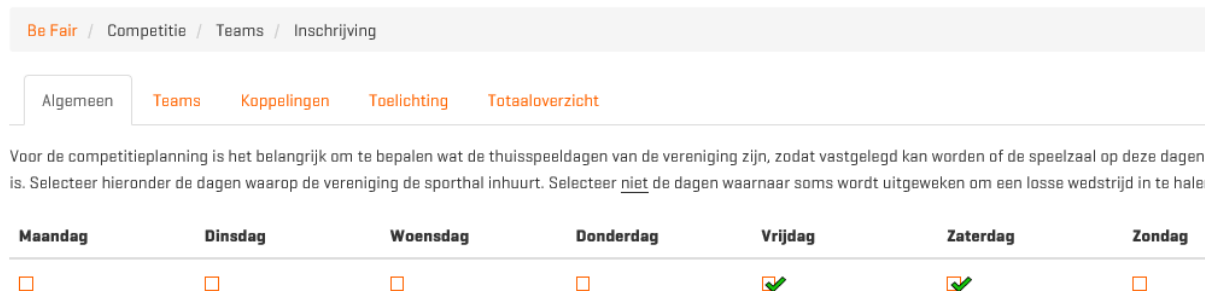 Be Fair / Competitie / Teams / Inschrijving
Algemeen Teams Koppelingen Toelichting Totaaloverzicht
Voor de competitieplanning is het belangrijk om te bepalen wat de thuisspeeldagen van de vereniging zijn, zodat vastgelegd kan worden of de speelzaal op deze dagen
is. Selecteer hieronder de dagen waarop de vereniging de sporthal inhuurt. Selecteer niet de dagen waarnaar soms wordt uitgeweken om een losse wedstrijd in te hale
Maandag Dinsdag Woensdag Donderdag Vrijdag Zaterdag Zondag